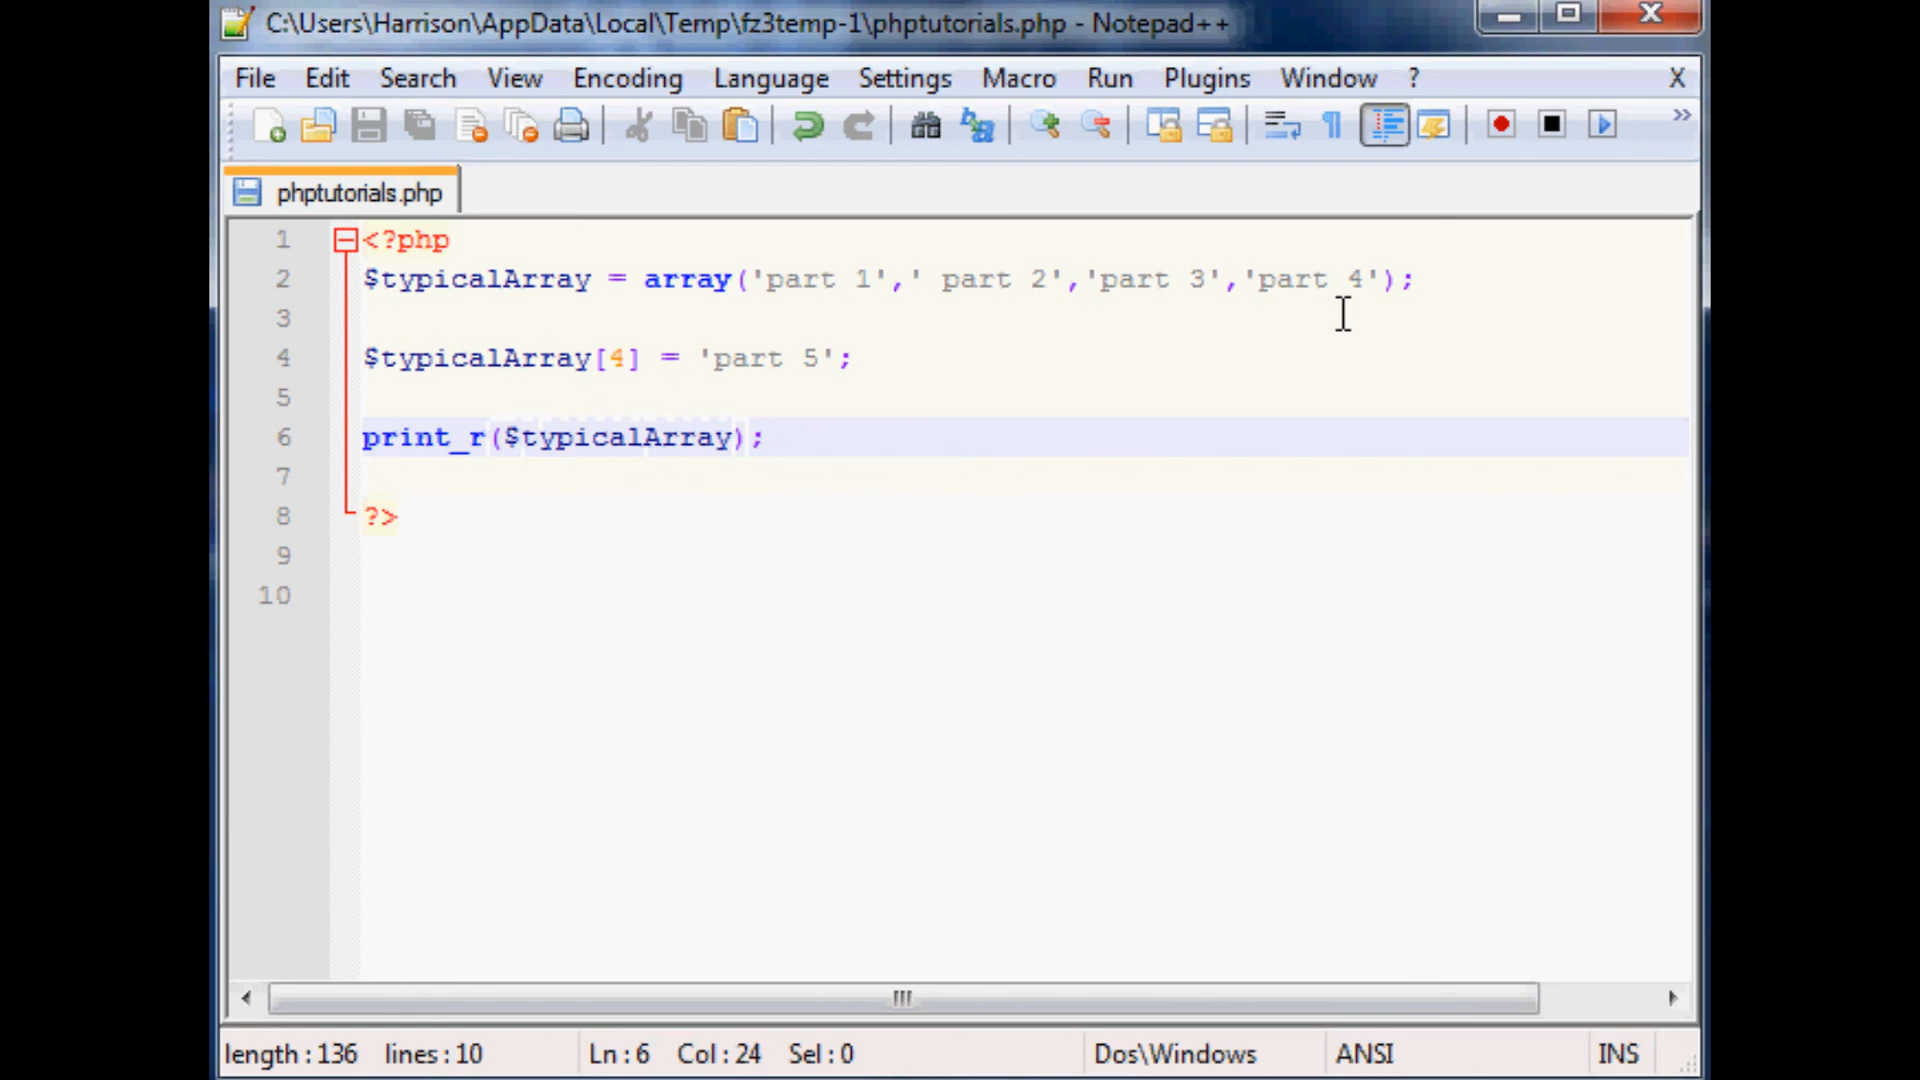 C:\Users\Harrison\AppData\Local\Temp\fz3temp-1\phptutorials.php - Notepad++
File Edit Search View Encoding Language Settings Macro Run Plugins Window ? X
phptutorials.php
1 <?php
2 $typicalArray = array('part 1',' part 2','part 3','part 4');
3
4 $typicalArray[4] = 'part 5';
5
6 print_r($typicalArray);
7
8 ?>
9
10
length : 136 lines : 10 Ln : 6 Col : 24 Sel : 0 Dos\Windows ANSI INS